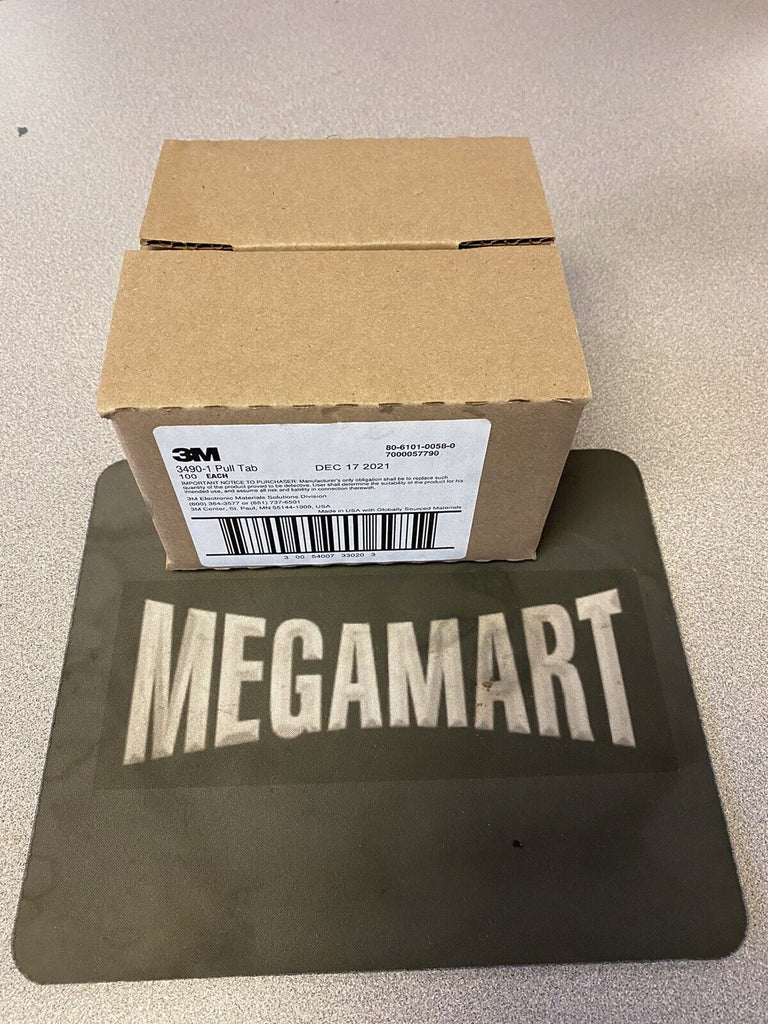 3M
80-6101-0058-0
7000057790
3490-1 Pull Tab
DEC 17 2021
100 EACH
IMPORTANT NOTICE TO PURCHASER: Manufacturer's only obligation shall be to replace such
quantity of the product proved to be defective. User shall determine the suitability of the product for his
intended use, and assume all risk and liability in connection therewith.
3M Electronic Materials Solutions Division
(800) 364-3577 or (651) 737-6501
3M Center, St. Paul, MN 55144-1000, USA
Made in USA with Globally Sourced Materials
3 00 54007 33020 3
MEGAMART